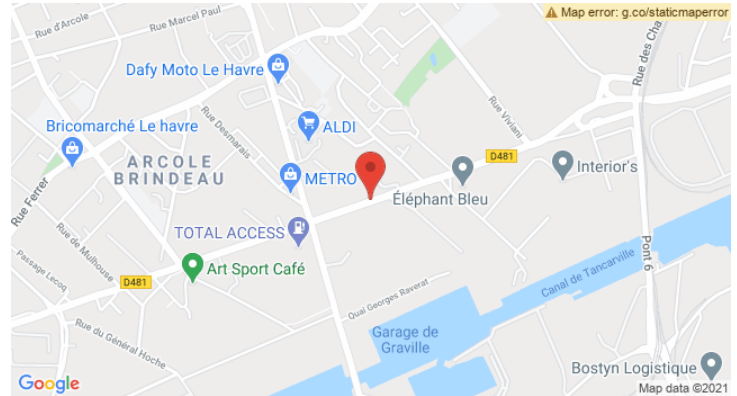 Map error: g.co/staticmaperror
Rue d'Arcole
Rue Marcel Paul
Rue des Cha
Dafy Moto Le Havre
Rue Viviani
ALDI
Bricomarché Le havre
Rue Desmarais
D481
ARCOLE
BRINDEAU
METRO
Interior's
Éléphant Bleu
Rue Ferrer
TOTAL ACCESS
Rue de Mulhouse
Pont 6
Passage Lecoq
Art Sport Café
D481
Canal de Tancarville
Quai Georges Raverat
Rue du Général Hoche
Garage de
Graville
Bostyn Logistique
Google
Map data ©2021